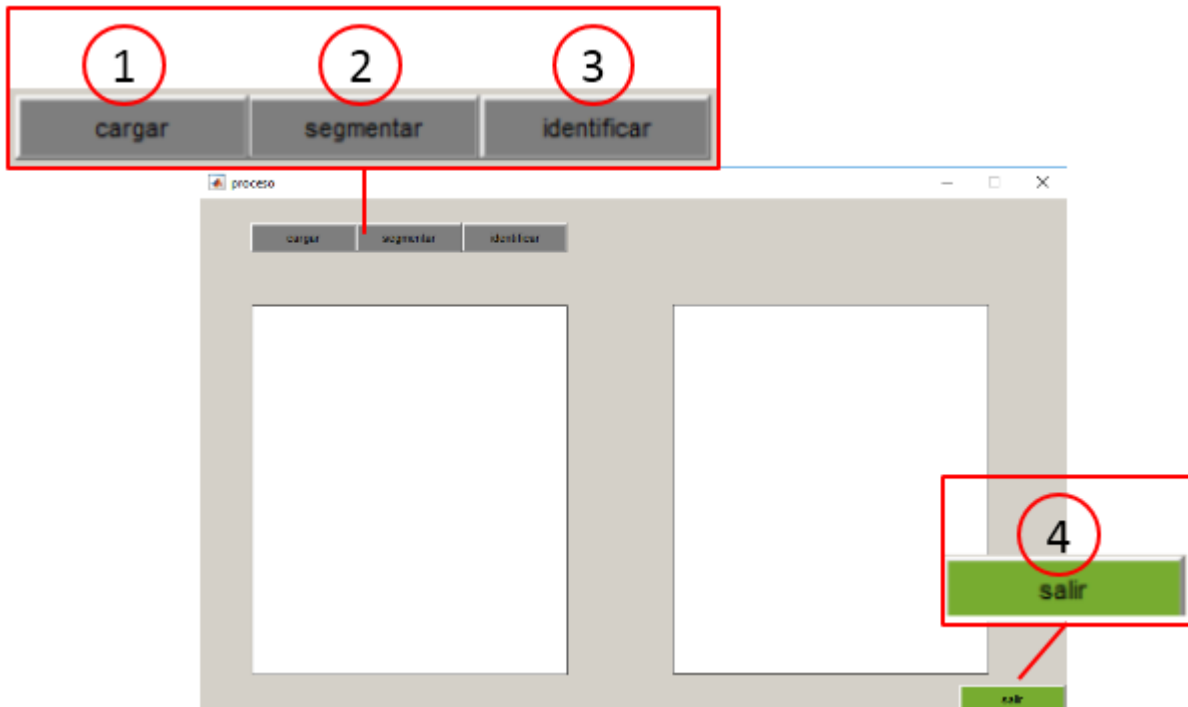 1 2 3
cargar segmentar identificar
proceso
cargar segmentar identificar
4
salir
salir